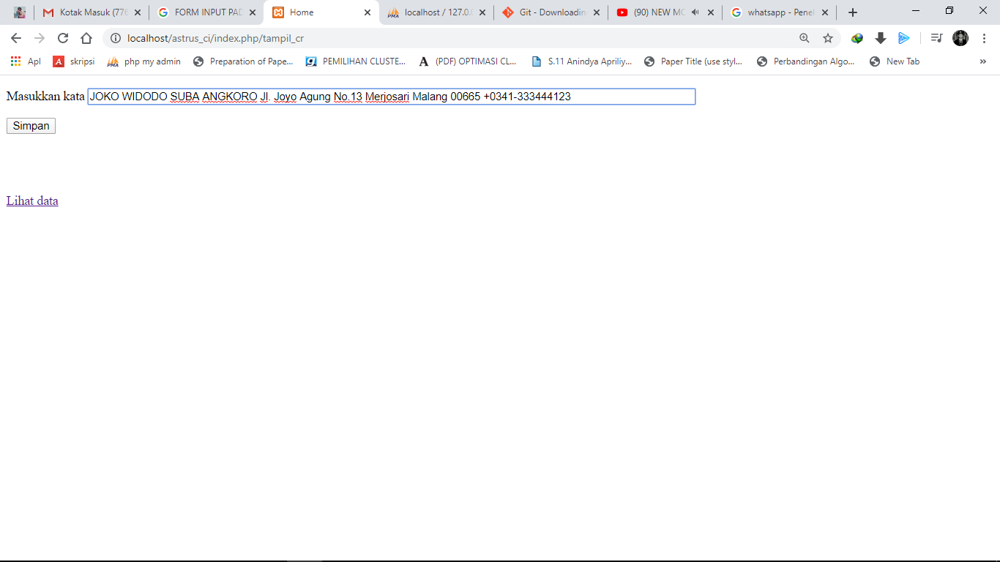 Kotak Masuk (776
FORM INPUT PAD
Home
localhost / 127.0.
Git - Downloadin
(90) NEW MO
whatsapp - Penel
localhost/astrus_ci/index.php/tampil_cr
Apl
skripsi
php my admin
Preparation of Pape...
PEMILIHAN CLUSTE...
(PDF) OPTIMASI CL...
S.11 Anindya Apriliy...
Paper Title (use styl...
Perbandingan Algo...
New Tab
Masukkan kata JOKO WIDODO SUBA ANGKORO Jl. Joyo Agung No.13 Merjosari Malang 00665 +0341-333444123
Simpan
Lihat data